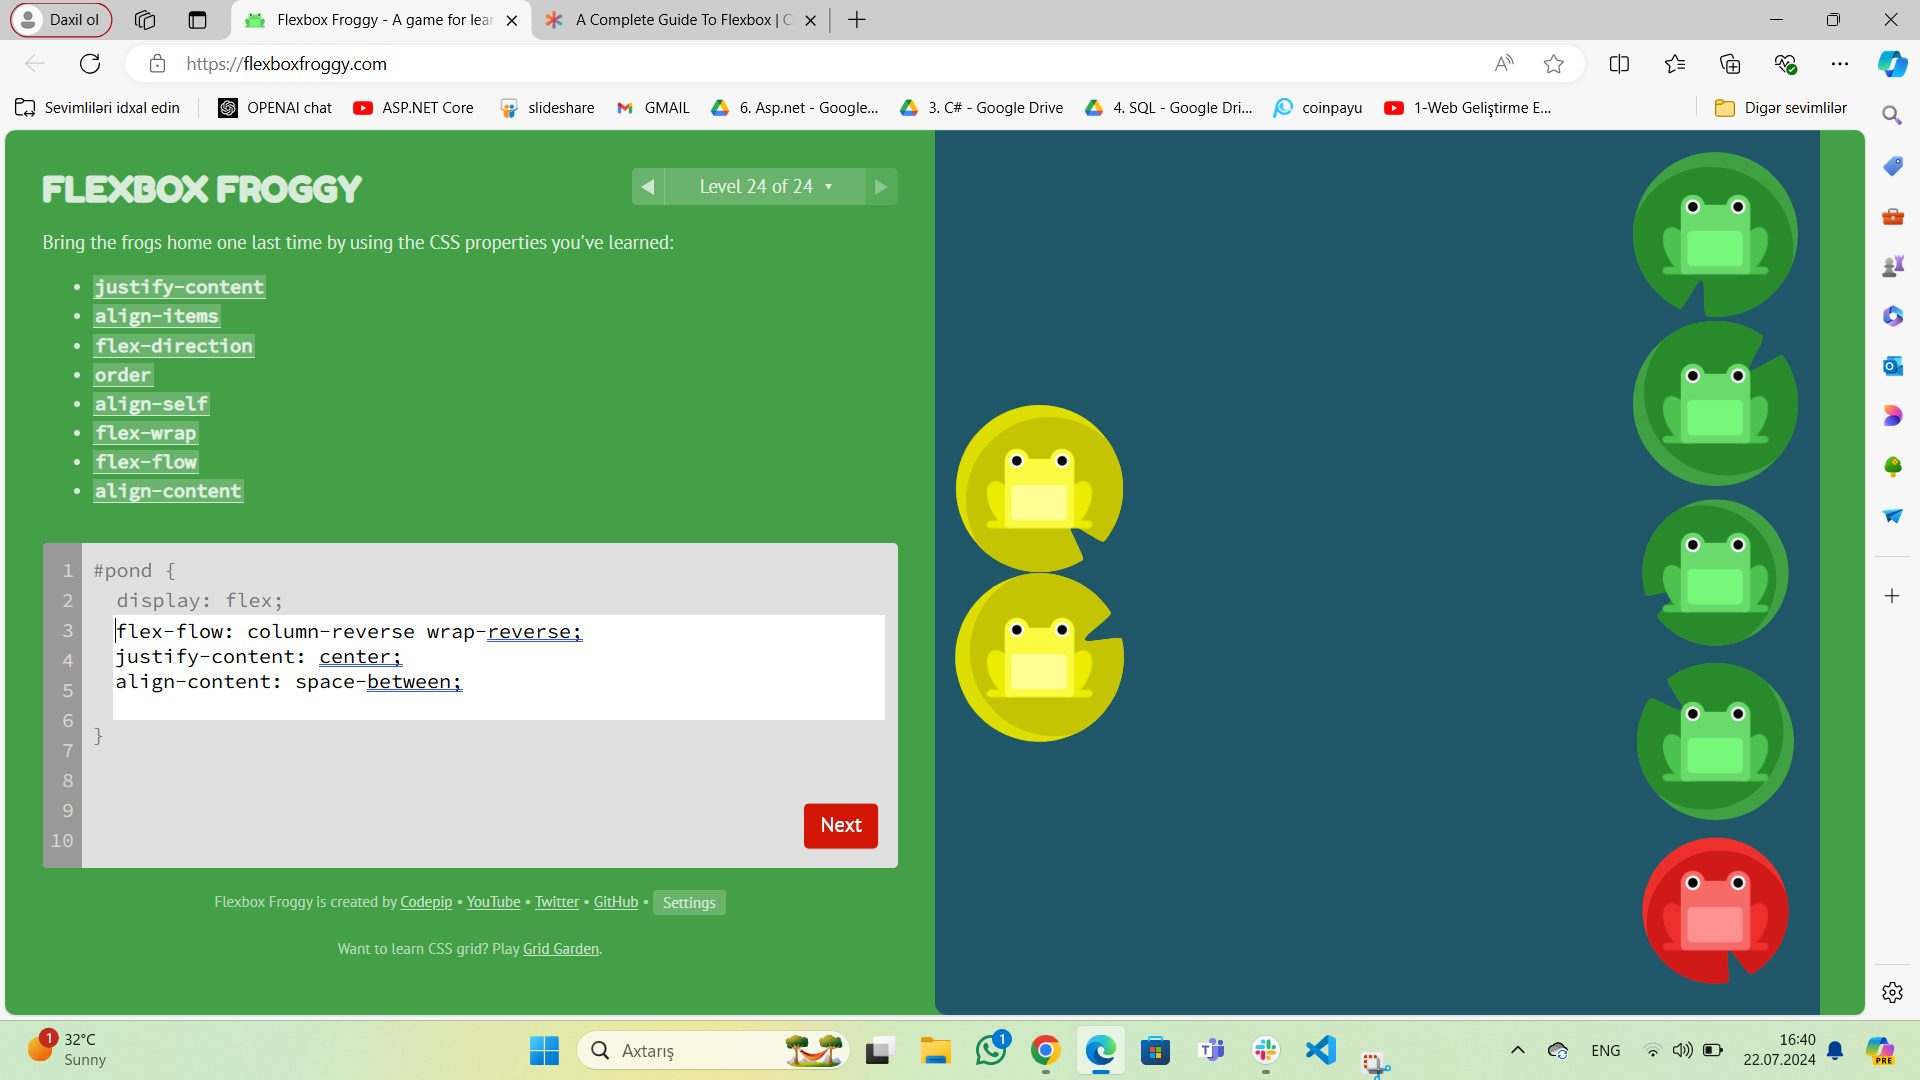 Daxil ol
Flexbox Froggy - A game for lear
A Complete Guide To Flexbox | C
https://flexboxfroggy.com
Sevimliləri idxal edin
OPENAI chat
ASP.NET Core
slideshare
GMAIL
6. Asp.net - Google...
3. C# - Google Drive
4. SQL - Google Dri...
coinpayu
1-Web Geliştirme E...
Digər sevimlilər
FLEXBOX FROGGY
Level 24 of 24
Bring the frogs home one last time by using the CSS properties you've learned:
justify-content
align-items
flex-direction
order
align-self
flex-wrap
flex-flow
align-content
1 #pond {
2 display: flex;
3 flex-flow: column-reverse wrap-reverse;
4 justify-content: center;
5 align-content: space-between;
6 }
7
8
9
10
Next
Flexbox Froggy is created by Codepip • YouTube • Twitter • GitHub • Settings
Want to learn CSS grid? Play Grid Garden.
1
32°C
Sunny
Axtarış
1
ENG
16:40
22.07.2024
PRE